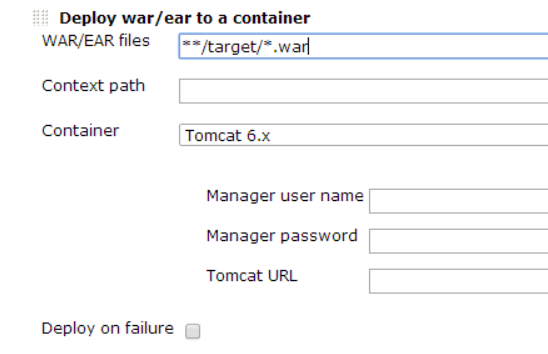 Deploy war/ear to a container
WAR/EAR files **/target/*.war
Context path
Container Tomcat 6.x
Manager user name
Manager password
Tomcat URL
Deploy on failure